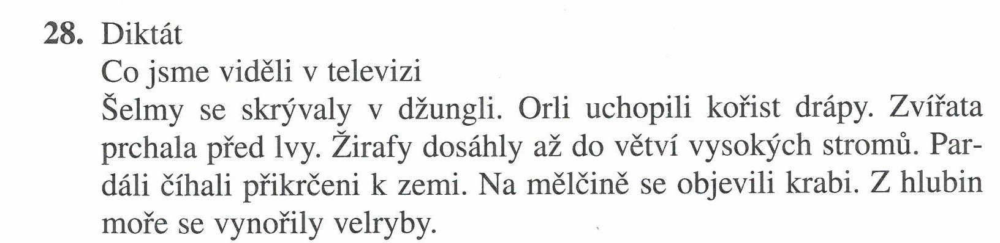 28. Diktát
Co jsme viděli v televizi
Šelmy se skrývaly v džungli. Orli uchopili kořist drápy. Zvířata
prchala před lvy. Žirafy dosáhly až do větví vysokých stromů. Par-
dáli číhali přikrčeni k zemi. Na mělčině se objevili krabi. Z hlubin
moře se vynořily velryby.